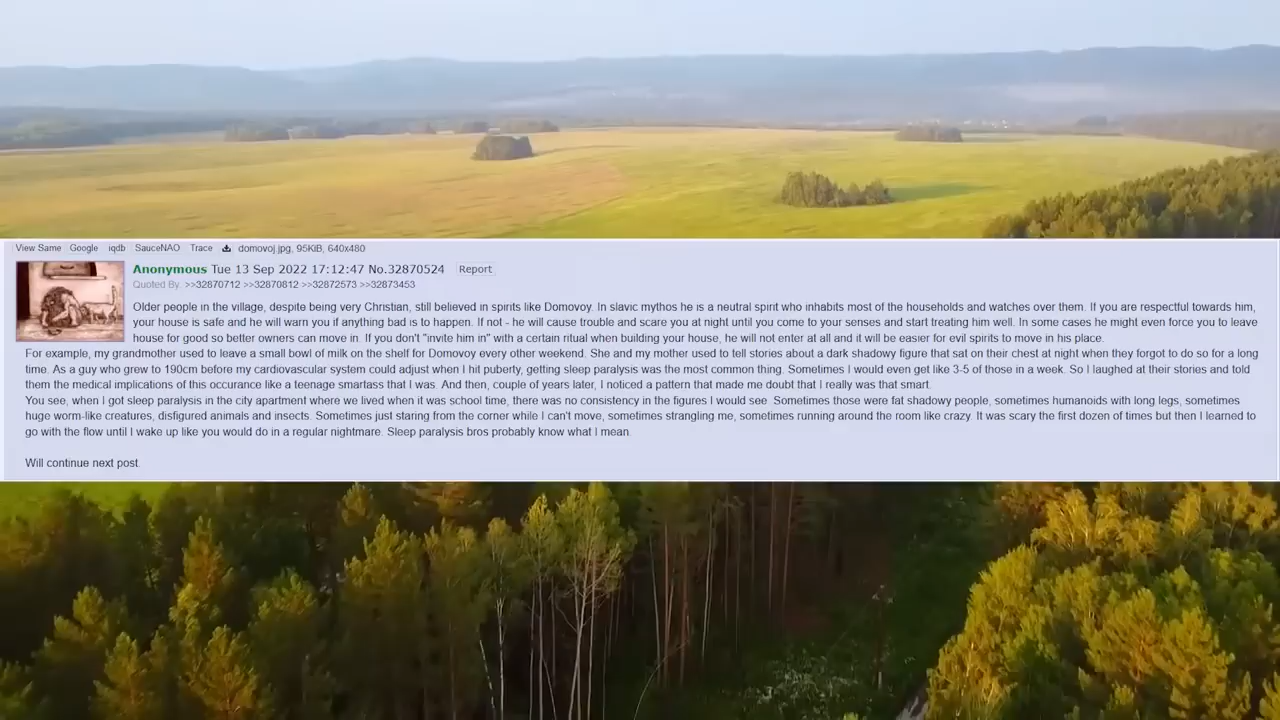 View Same Google iqdb SauceNAO Trace domovoj.jpg, 95KiB, 640x480
Anonymous Tue 13 Sep 2022 17:12:47 No.32870524 Report
Quoted By: >>32870712 >>32870812 >>32872573 >>32873453
Older people in the village, despite being very Christian, still believed in spirits like Domovoy. In slavic mythos he is a neutral spirit who inhabits most of the households and watches over them. If you are respectful towards him,
your house is safe and he will warn you if anything bad is to happen. If not - he will cause trouble and scare you at night until you come to your senses and start treating him well. In some cases he might even force you to leave
house for good so better owners can move in. If you don't "invite him in" with a certain ritual when building your house, he will not enter at all and it will be easier for evil spirits to move in his place.
For example, my grandmother used to leave a small bowl of milk on the shelf for Domovoy every other weekend. She and my mother used to tell stories about a dark shadowy figure that sat on their chest at night when they forgot to do so for a long
time. As a guy who grew to 190cm before my cardiovascular system could adjust when I hit puberty, getting sleep paralysis was the most common thing. Sometimes I would even get like 3-5 of those in a week. So I laughed at their stories and told
them the medical implications of this occurance like a teenage smartass that I was. And then, couple of years later, I noticed a pattern that made me doubt that I really was that smart.
You see, when I got sleep paralysis in the city apartment where we lived when it was school time, there was no consistency in the figures I would see. Sometimes those were fat shadowy people, sometimes humanoids with long legs, sometimes
huge worm-like creatures, disfigured animals and insects. Sometimes just staring from the corner while I can't move, sometimes strangling me, sometimes running around the room like crazy. It was scary the first dozen of times but then I learned to
go with the flow until I wake up like you would do in a regular nightmare. Sleep paralysis bros probably know what I mean.
Will continue next post.